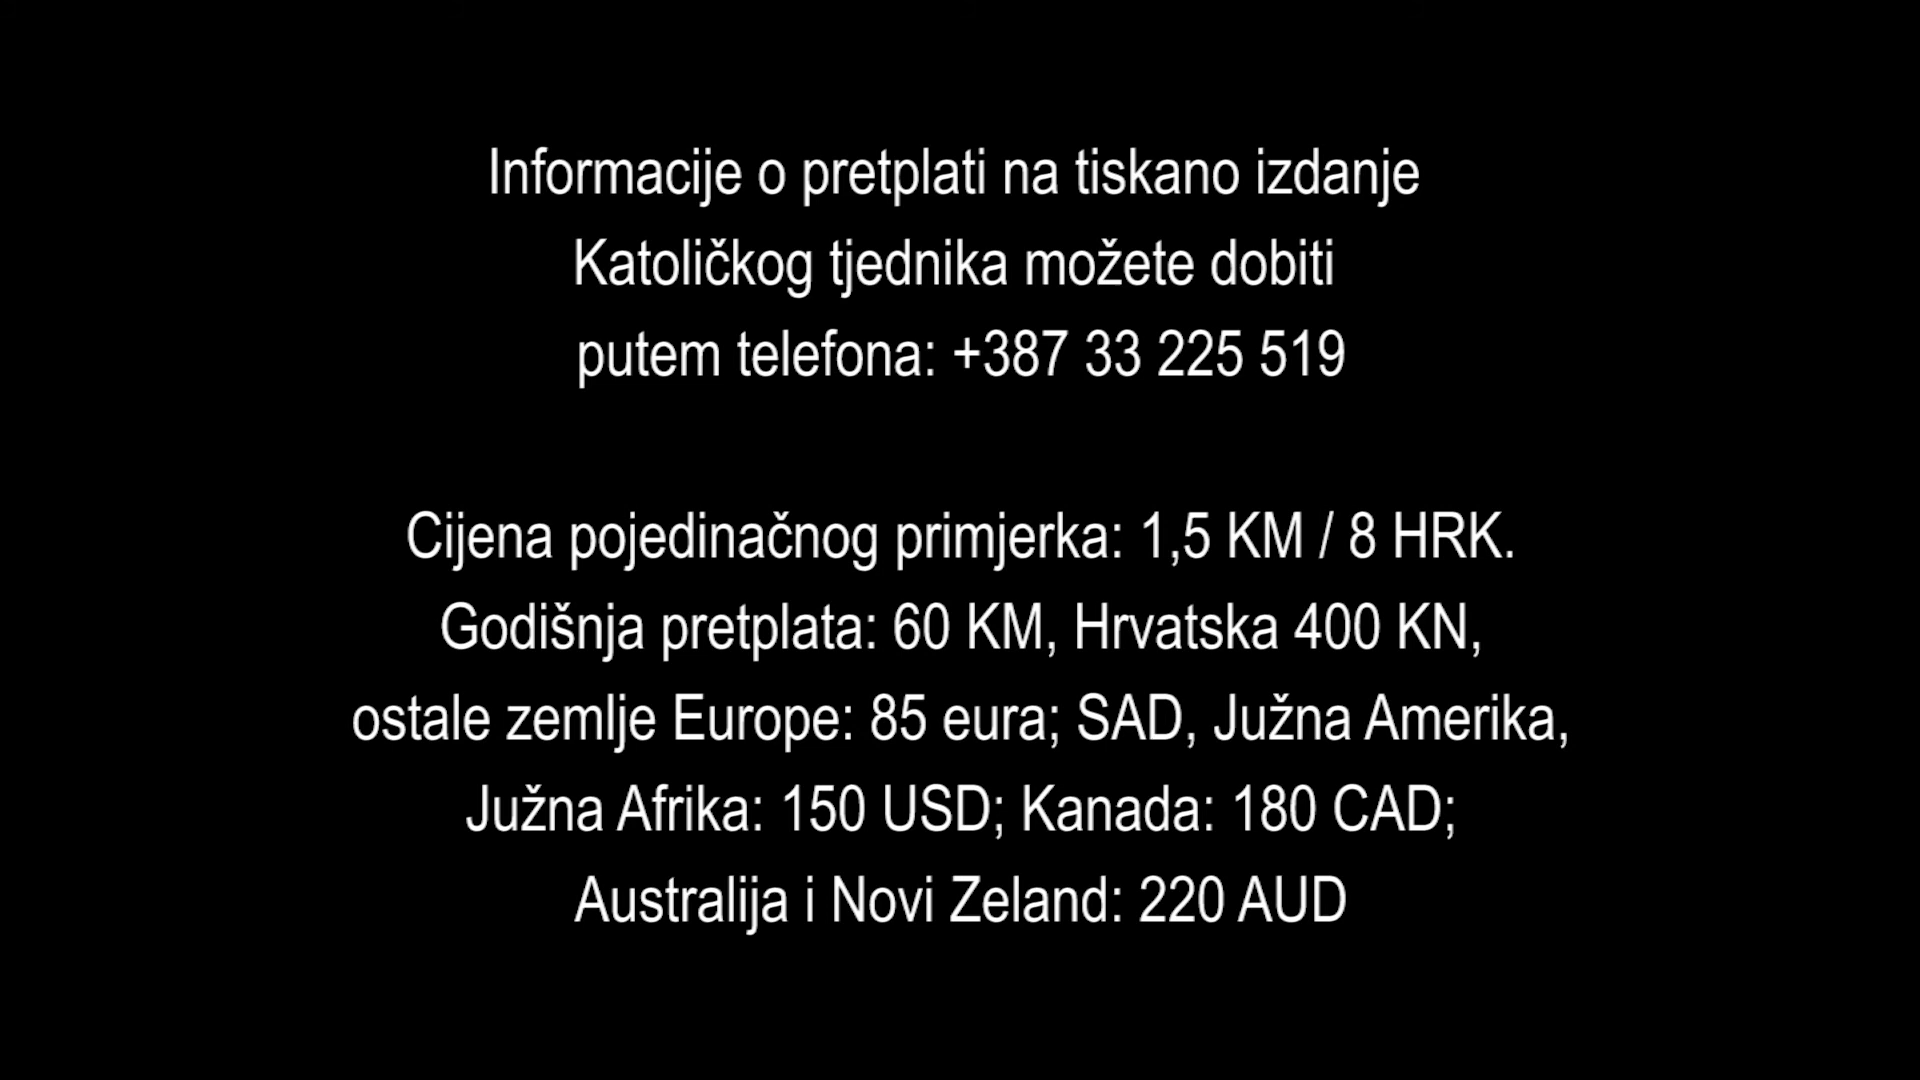 Informacije o pretplati na tiskano izdanje
Katoličkog tjednika možete dobiti
putem telefona: +387 33 225 519
Cijena pojedinačnog primjerka: 1,5 KM / 8 HRK.
Godišnja pretplata: 60 KM, Hrvatska 400 KN,
ostale zemlje Europe: 85 eura; SAD, Južna Amerika,
Južna Afrika: 150 USD; Kanada: 180 CAD;
Australija i Novi Zeland: 220 AUD